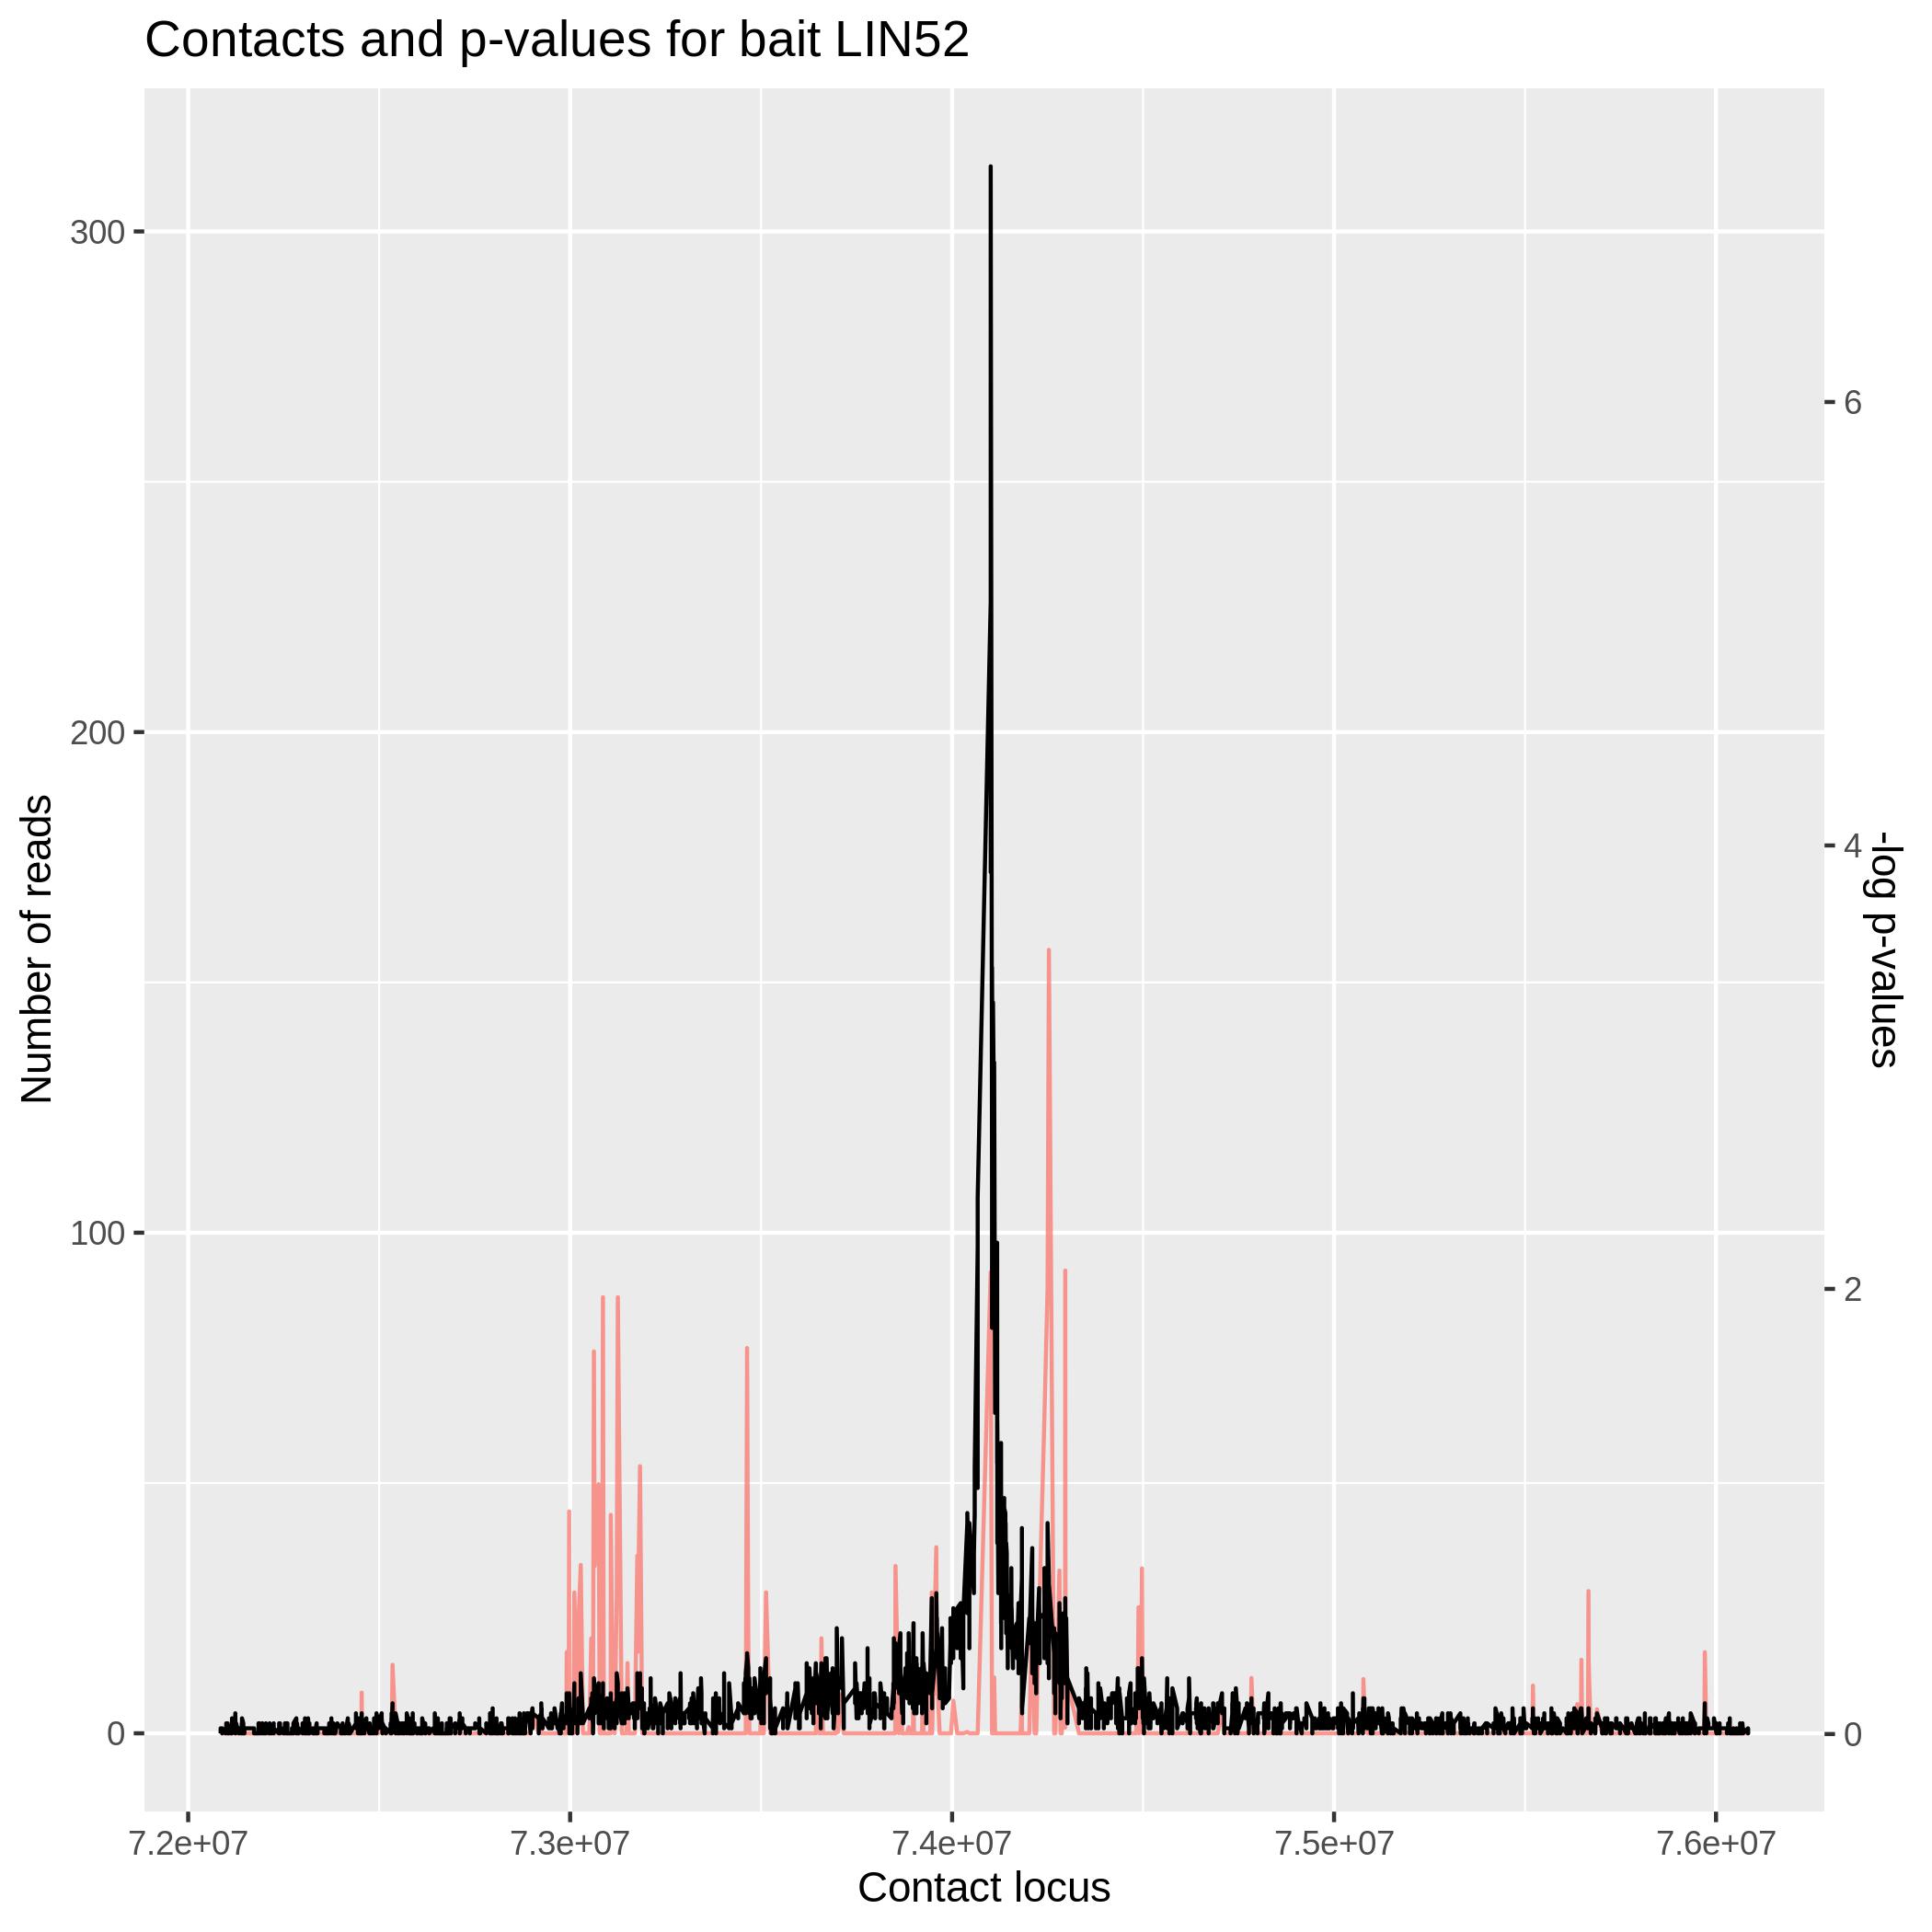 Contacts and p-values for bait LIN52
Number of reads
300
200
100
0
6
4
2
0
-log p-values
7.2e+07
7.3e+07
7.4e+07
7.5e+07
7.6e+07
Contact locus